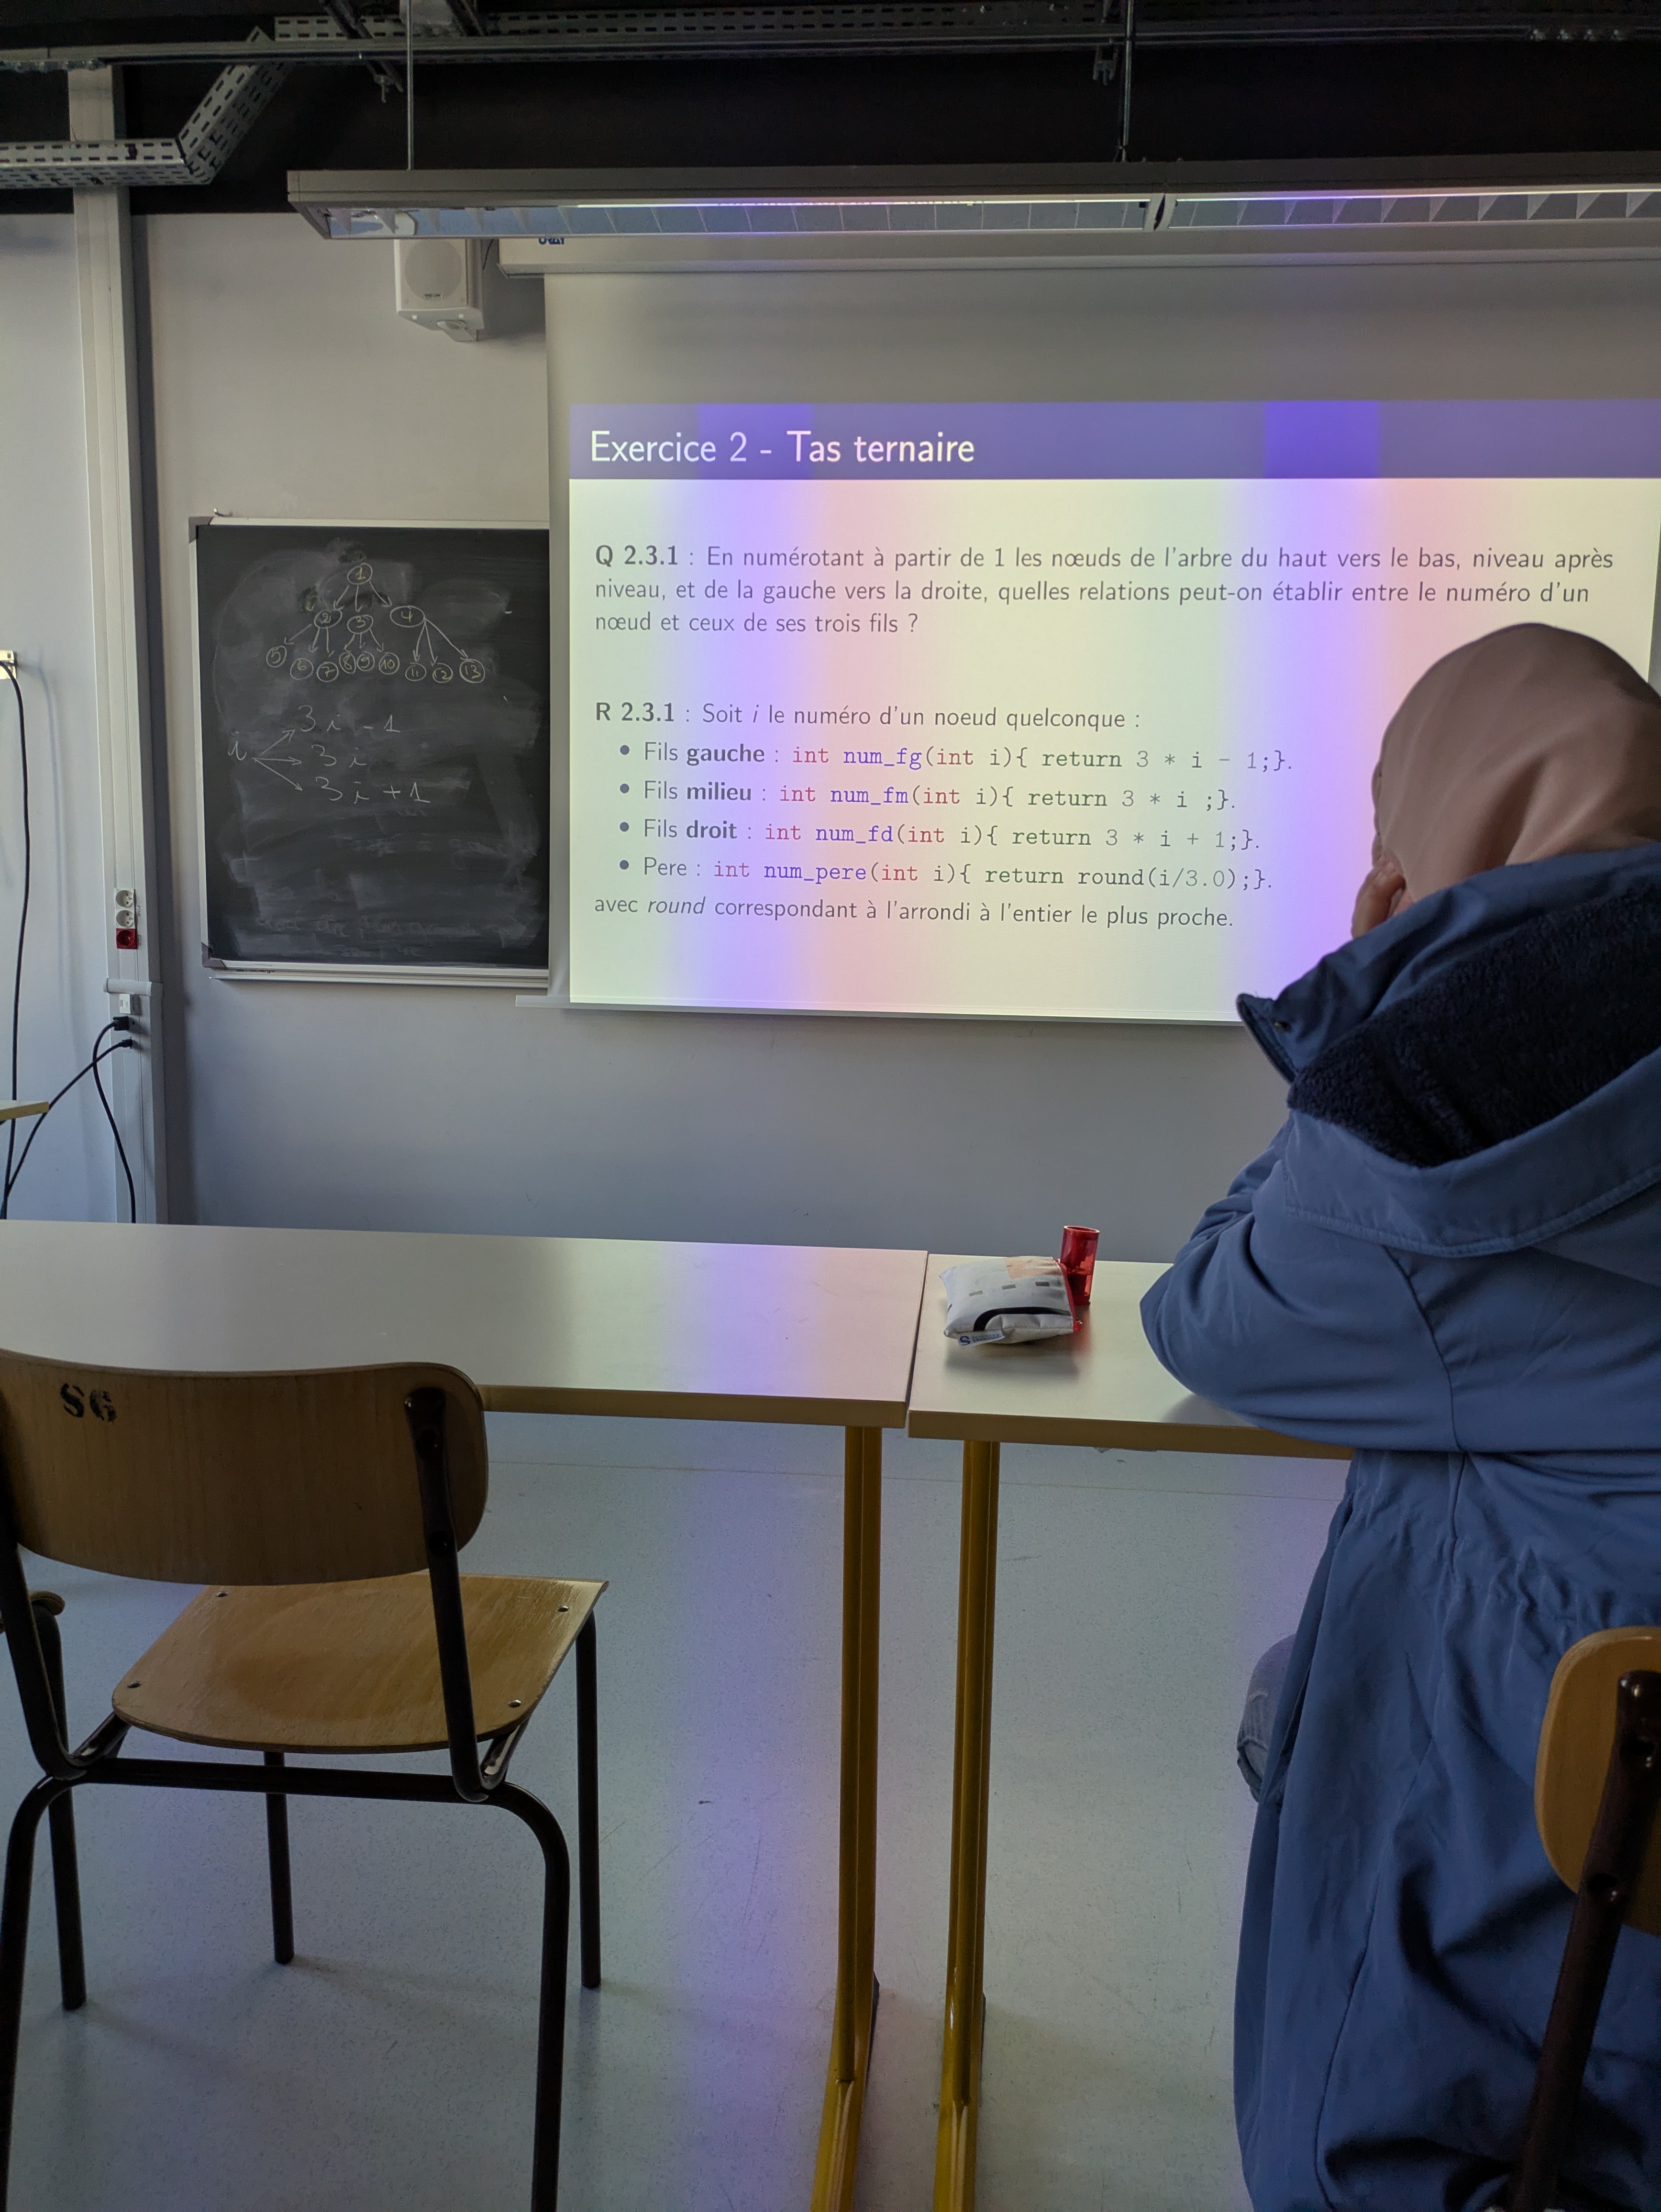 Exercice 2 - Tas ternaire
Q 2.3.1 : En numérotant à partir de 1 les nœuds de l'arbre du haut vers le bas, niveau après
niveau, et de la gauche vers la droite, quelles relations peut-on établir entre le numéro d'un
nœud et ceux de ses trois fils ?
R 2.3.1 : Soit i le numéro d'un noeud quelconque :
• Fils gauche : int num_fg(int i){ return 3 * i - 1;}.
• Fils milieu : int num_fm(int i){ return 3 * i ;}.
• Fils droit : int num_fd(int i){ return 3 * i + 1;}.
• Pere : int num_pere(int i){ return round(i/3.0);}.
avec round correspondant à l'arrondi à l'entier le plus proche.
1
2 3 4
5 6 7 8 9 10 11 12 13
3i - 1
i 3i
3i + 1
S6